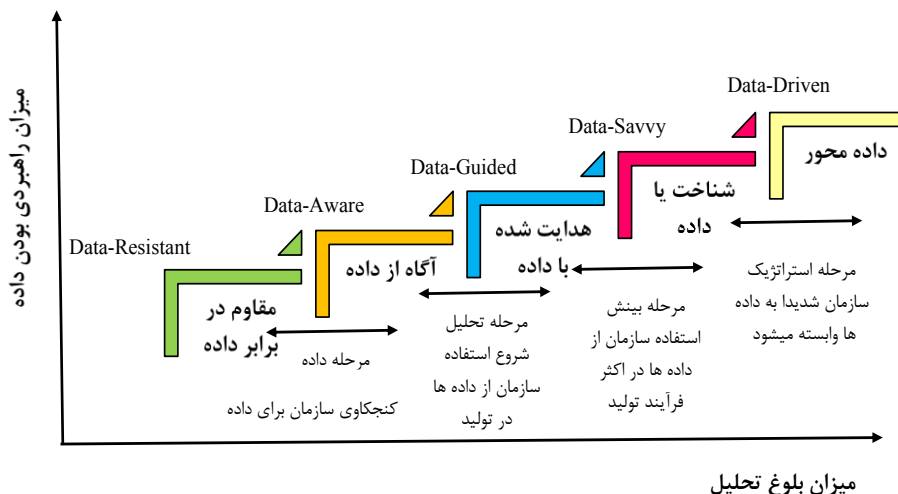 میزان راهبردی بودن داده
Data-Resistant
مقاوم در
برابر داده
Data-Aware
آگاه از داده
Data-Guided
هدایت شده
با داده
Data-Savvy
شناخت یا
داده
Data-Driven
داده محور
مرحله داده
کنجکاوی سازمان برای داده
مرحله تحلیل
شروع استفاده
سازمان از داده ها
در تولید
مرحله بینش
استفاده سازمان از
داده ها در اکثر
فرآیند تولید
مرحله استراتژیک
سازمان شدیدا به داده
ها وابسته میشود
میزان بلوغ تحلیل